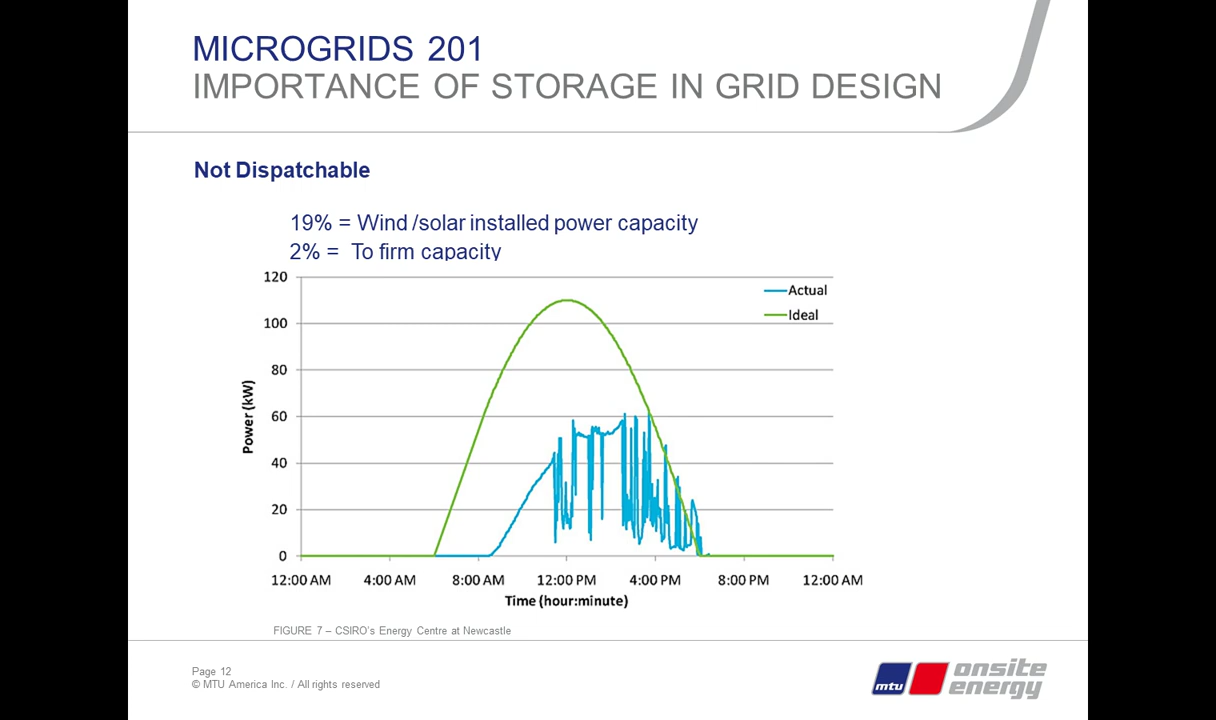 MICROGRIDS 201
IMPORTANCE OF STORAGE IN GRID DESIGN
Not Dispatchable
19% = Wind /solar installed power capacity
2% = To firm capacity
120
100
80
60
40
20
0
Power (kW)
Actual
Ideal
12:00 AM 4:00 AM 8:00 AM 12:00 PM 4:00 PM 8:00 PM 12:00 AM
Time (hour:minute)
FIGURE 7 – CSIRO's Energy Centre at Newcastle
Page 12
© MTU America Inc. / All rights reserved
mtu
onsite
energy